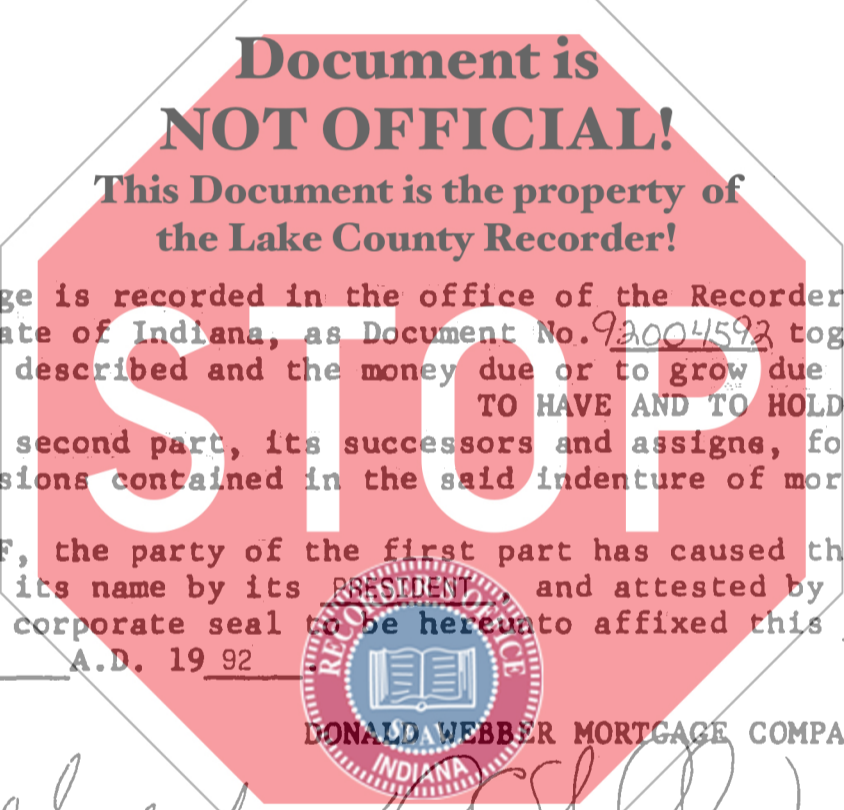 Document is
NOT OFFICIAL!
This Document is the property of
the Lake County Recorder!
ge is recorded in the office of the Recorder
ate of Indiana, as Document No. 92004592 tog
described and the money due or to grow due
TO HAVE AND TO HOLD
second part, its successors and assigns, fo
sions contained in the said indenture of mor
STOP
F, the party of the first part has caused th
its name by its PRESIDENT, and attested by
corporate seal to be hereunto affixed this
A.D. 19 92 .
RECORDER'S OFFICE
SEAL
INDIANA
DONALD WEBBER MORTGAGE COMPA